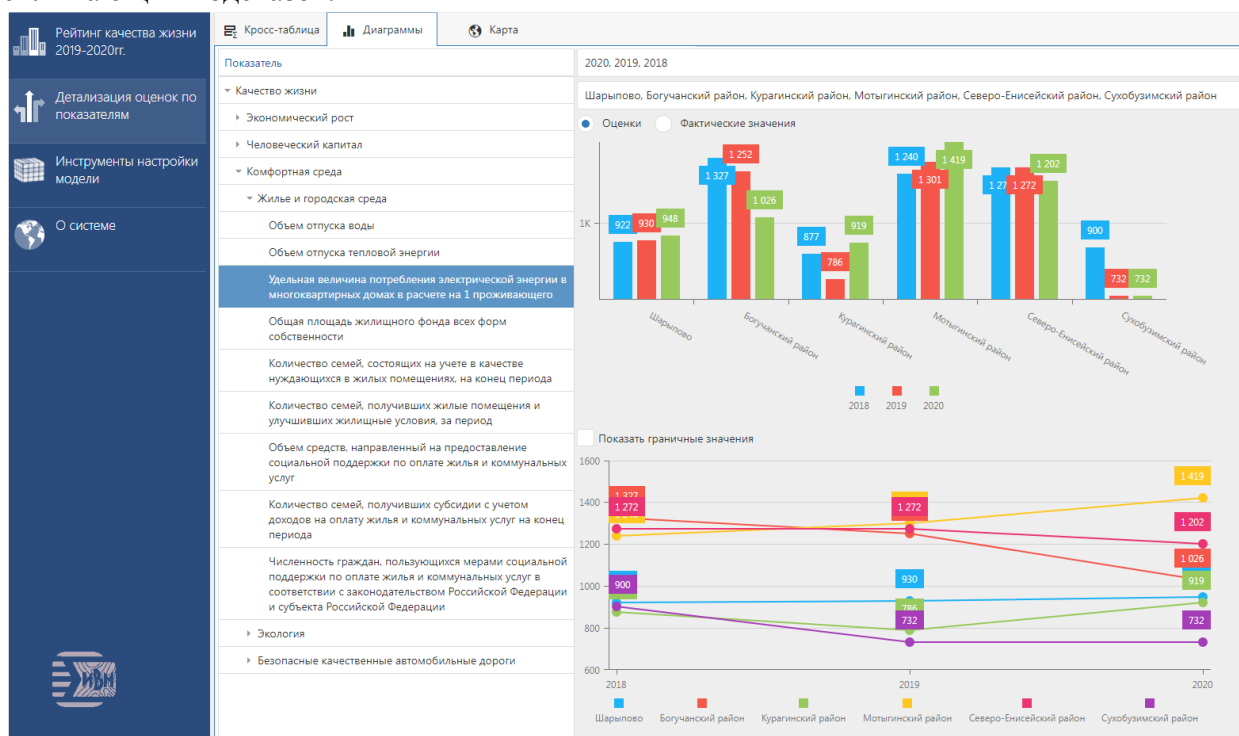 Рейтинг качества жизни
2019-2020гг.
Детализация оценок по
показателям
Инструменты настройки
модели
О системе
ИВМ
Кросс-таблица
Диаграммы
Карта
Показатель
Качество жизни
Экономический рост
Человеческий капитал
Комфортная среда
Жилье и городская среда
Объем отпуска воды
Объем отпуска тепловой энергии
Удельная величина потребления электрической энергии в
многоквартирных домах в расчете на 1 проживающего
Общая площадь жилищного фонда всех форм
собственности
Количество семей, состоящих на учете в качестве
нуждающихся в жилых помещениях, на конец периода
Количество семей, получивших жилые помещения и
улучшивших жилищные условия, за период
Объем средств, направленный на предоставление
социальной поддержки по оплате жилья и коммунальных
услуг
Количество семей, получивших субсидии с учетом
доходов на оплату жилья и коммунальных услуг на конец
периода
Численность граждан, пользующихся мерами социальной
поддержки по оплате жилья и коммунальных услуг в
соответствии с законодательством Российской Федерации
и субъекта Российской Федерации
Экология
Безопасные качественные автомобильные дороги
2020, 2019, 2018
Шарыпово, Богучанский район, Курагинский район, Мотыгинский район, Северо-Енисейский район, Сухобузимский район
Оценки Фактические значения
1K
922 930 948
1 327 1 252 1 026
877 786 919
1 240 1 301 1 419
1 27 1 272 1 202
900 732 732
Шарыпово
Богучанский район
Курагинский район
Мотыгинский район
Северо-Енисейский район
Сухобузимский район
2018 2019 2020
Показать граничные значения
1600
1400
1200
1000
800
600
1 327
1 272
900
1 272
930
786
732
1 419
1 202
1 026
919
732
2018 2019 2020
Шарыпово Богучанский район Курагинский район Мотыгинский район Северо-Енисейский район Сухобузимский район